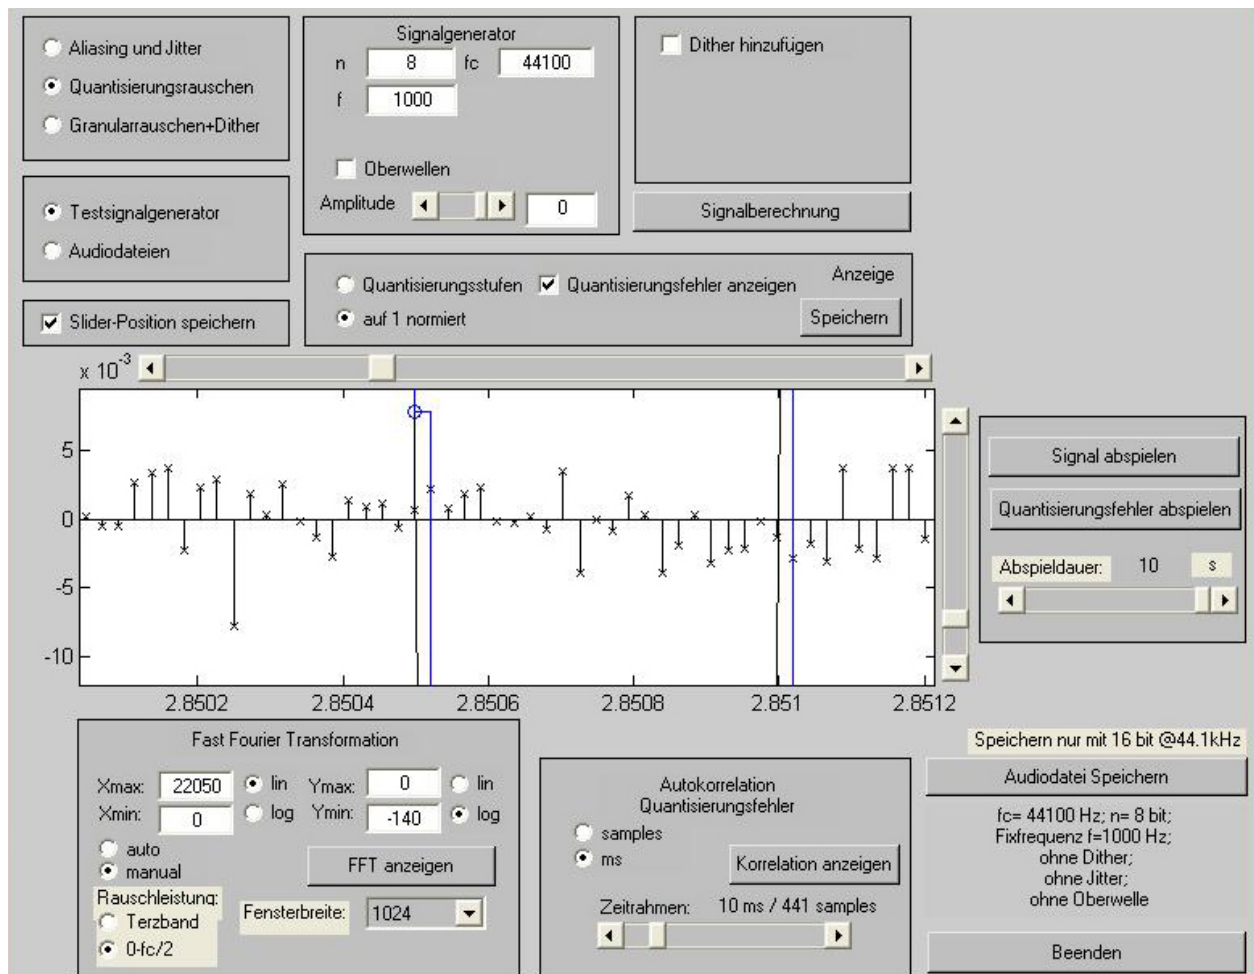 Aliasing und Jitter
Quantisierungsrauschen
Granularrauschen+Dither
Signalgenerator
n 8 fc 44100
f 1000
Oberwellen
Amplitude 0
Dither hinzufügen
Signalberechnung
Testsignalgenerator
Audiodateien
Slider-Position speichern
Quantisierungsstufen Quantisierungsfehler anzeigen Anzeige
auf 1 normiert Speichern
x 10-3
5
0
-5
-10
2.8502 2.8504 2.8506 2.8508 2.851 2.8512
Signal abspielen
Quantisierungsfehler abspielen
Abspieldauer: 10 s
Fast Fourier Transformation
Xmax: 22050 lin Ymax: 0 lin
Xmin: 0 log Ymin: -140 log
auto
manual
FFT anzeigen
Rauschleistung:
Terzband
0-fc/2
Fensterbreite: 1024
Autokorrelation
Quantisierungsfehler
samples
ms
Korrelation anzeigen
Zeitrahmen: 10 ms / 441 samples
Speichern nur mit 16 bit @44.1kHz
Audiodatei Speichern
fc= 44100 Hz; n= 8 bit;
Fixfrequenz f=1000 Hz;
ohne Dither;
ohne Jitter;
ohne Oberwelle
Beenden